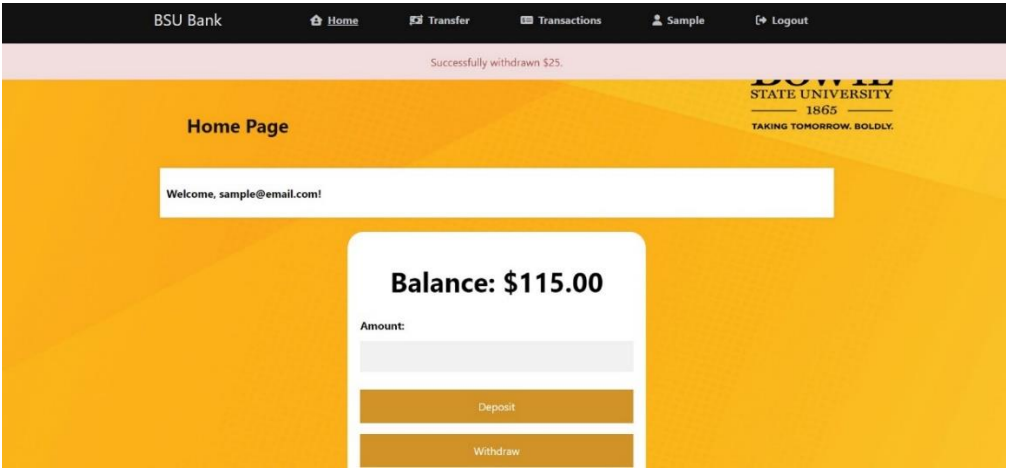 BSU Bank Home Transfer Transactions Sample Logout
Successfully withdrawn $25.
STATE UNIVERSITY
1865
TAKING TOMORROW. BOLDLY.
Home Page
Welcome, sample@email.com!
Balance: $115.00
Amount:
Deposit
Withdraw